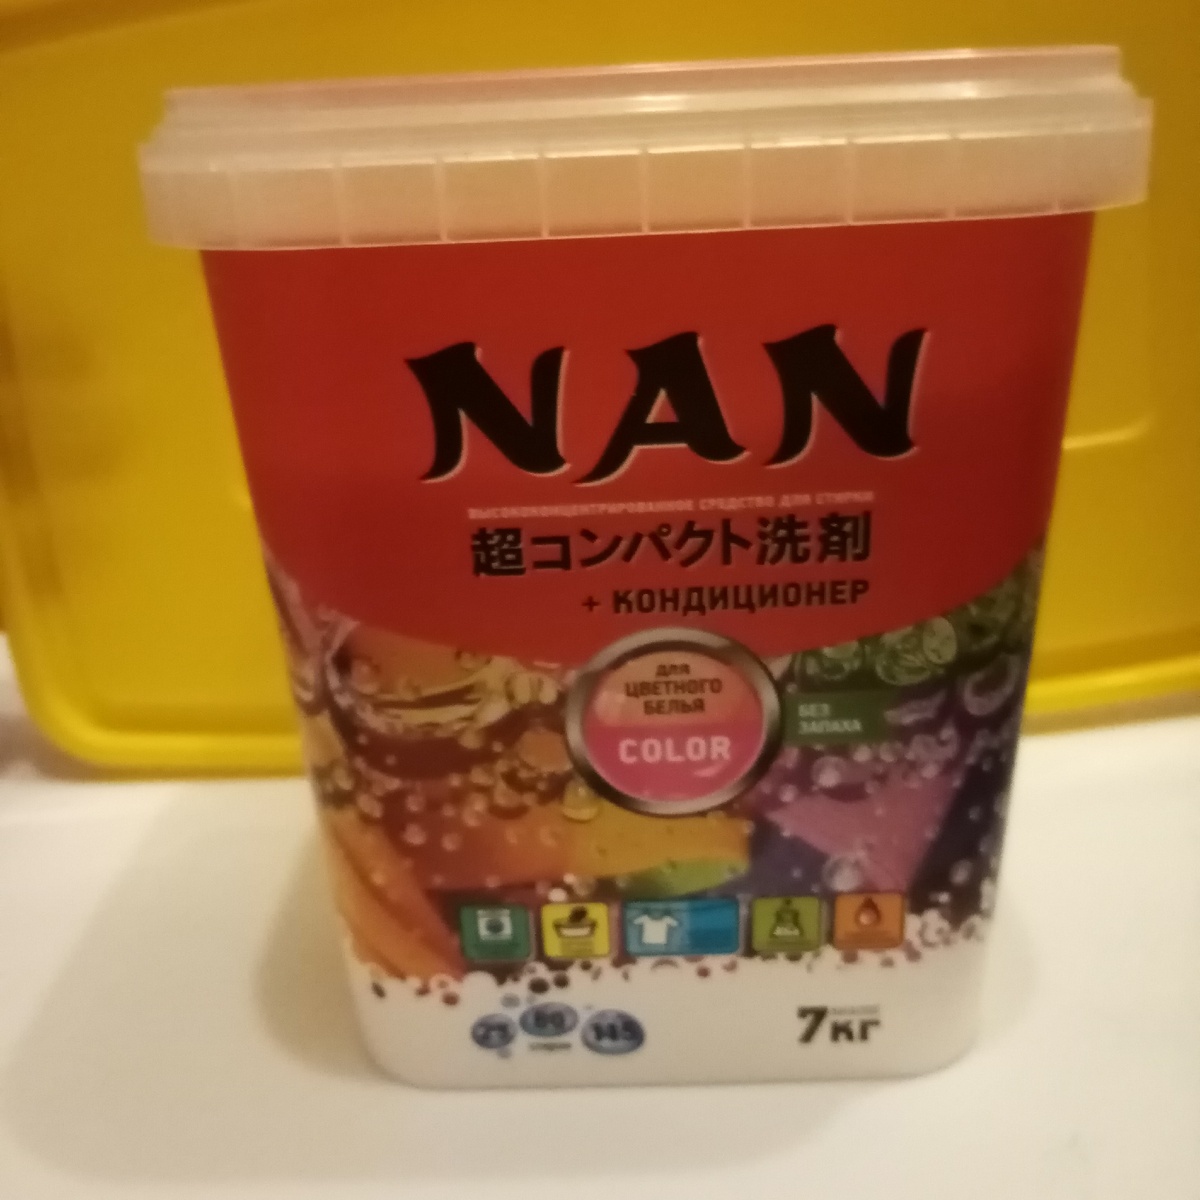 NAN
ВЫСОКОКОНЦЕНТРИРОВАННОЕ СРЕДСТВО ДЛЯ СТИРКИ
超コンパクト洗剤
+ КОНДИЦИОНЕР
ДЛЯ
ЦВЕТНОГО
БЕЛЬЯ
COLOR
БЕЗ
ЗАПАХА
7кг